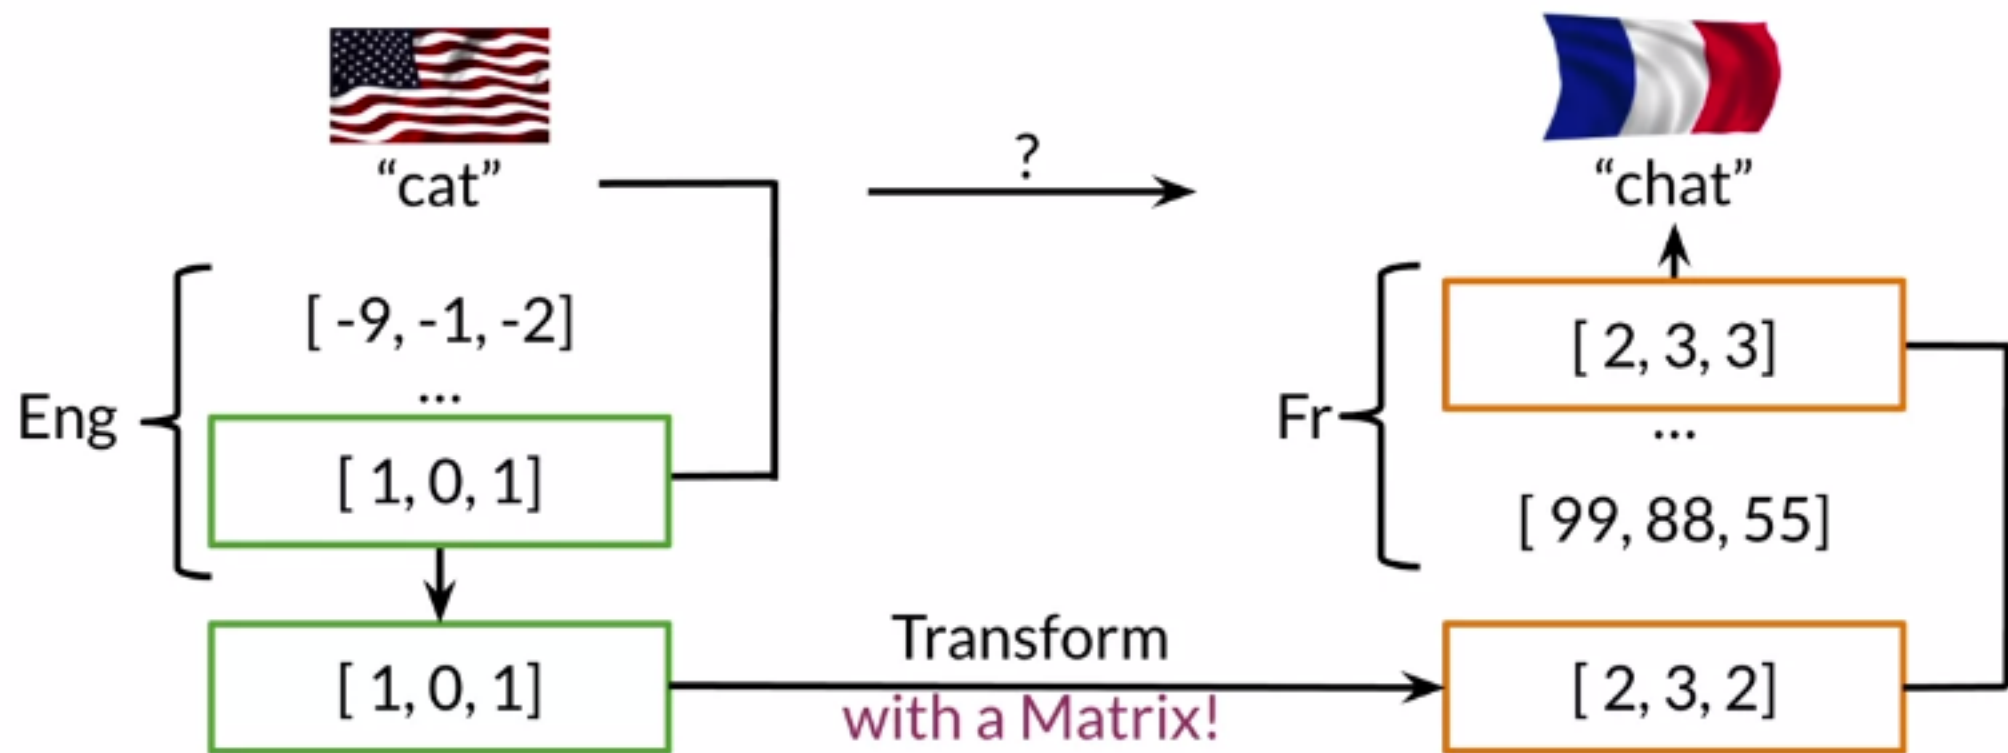 “cat”
?
“chat”
Eng
[ -9, -1, -2]
...
[ 1, 0, 1]
Fr
[ 2, 3, 3]
...
[ 99, 88, 55]
[ 1, 0, 1]
Transform
with a Matrix!
[ 2, 3, 2]